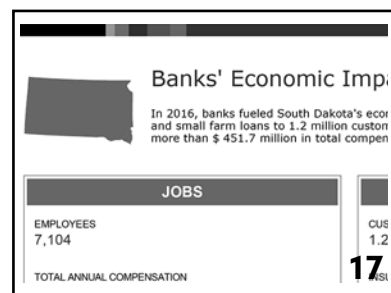 Banks' Economic Impa
In 2016, banks fueled South Dakota's econ
and small farm loans to 1.2 million custom
more than $ 451.7 million in total compen
JOBS
EMPLOYEES
7,104
CUS
1.2
TOTAL ANNUAL COMPENSATION
17